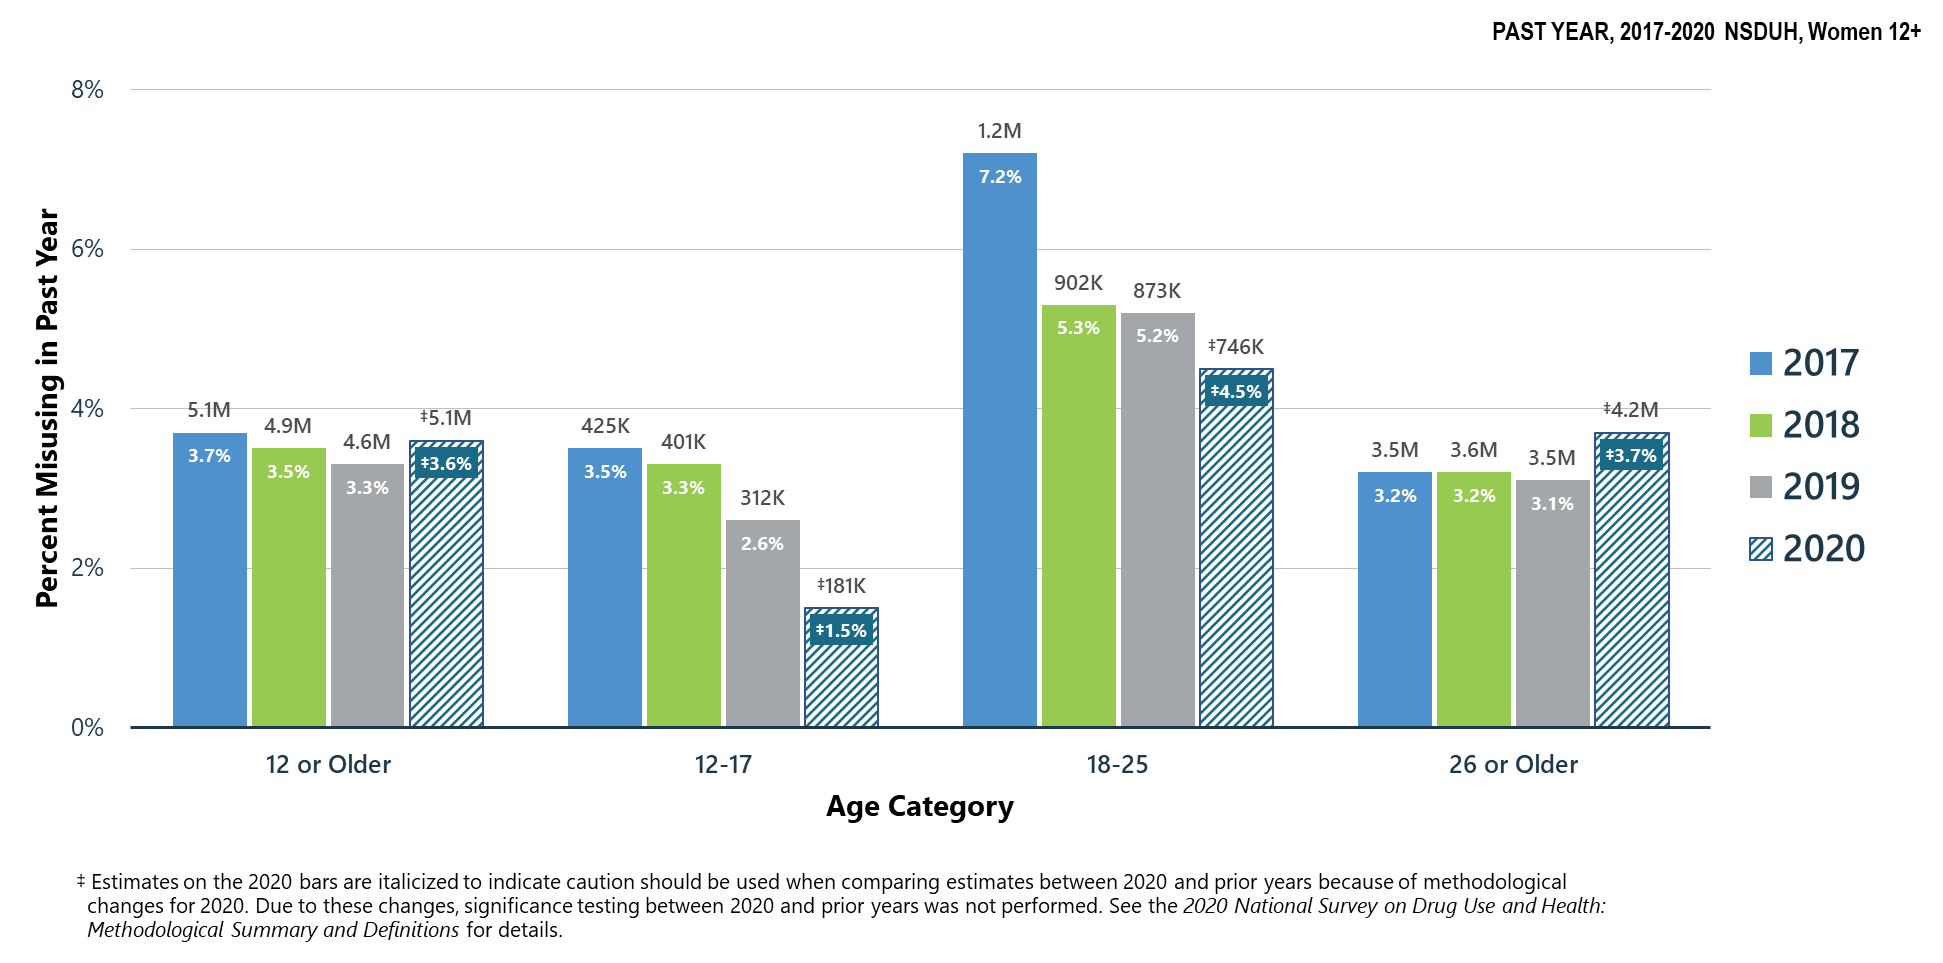 PAST YEAR, 2017-2020 NSDUH, Women 12+
Percent Misusing in Past Year
8%
6%
4%
2%
0%
5.1M
3.7%
4.9M
3.5%
4.6M
3.3%
‡5.1M
‡3.6%
425K
3.5%
401K
3.3%
312K
2.6%
‡181K
‡1.5%
1.2M
7.2%
902K
5.3%
873K
5.2%
‡746K
‡4.5%
3.5M
3.2%
3.6M
3.2%
3.5M
3.1%
‡4.2M
‡3.7%
2017
2018
2019
2020
12 or Older
12-17
18-25
26 or Older
Age Category
‡ Estimates on the 2020 bars are italicized to indicate caution should be used when comparing estimates between 2020 and prior years because of methodological
changes for 2020. Due to these changes, significance testing between 2020 and prior years was not performed. See the 2020 National Survey on Drug Use and Health:
Methodological Summary and Definitions for details.